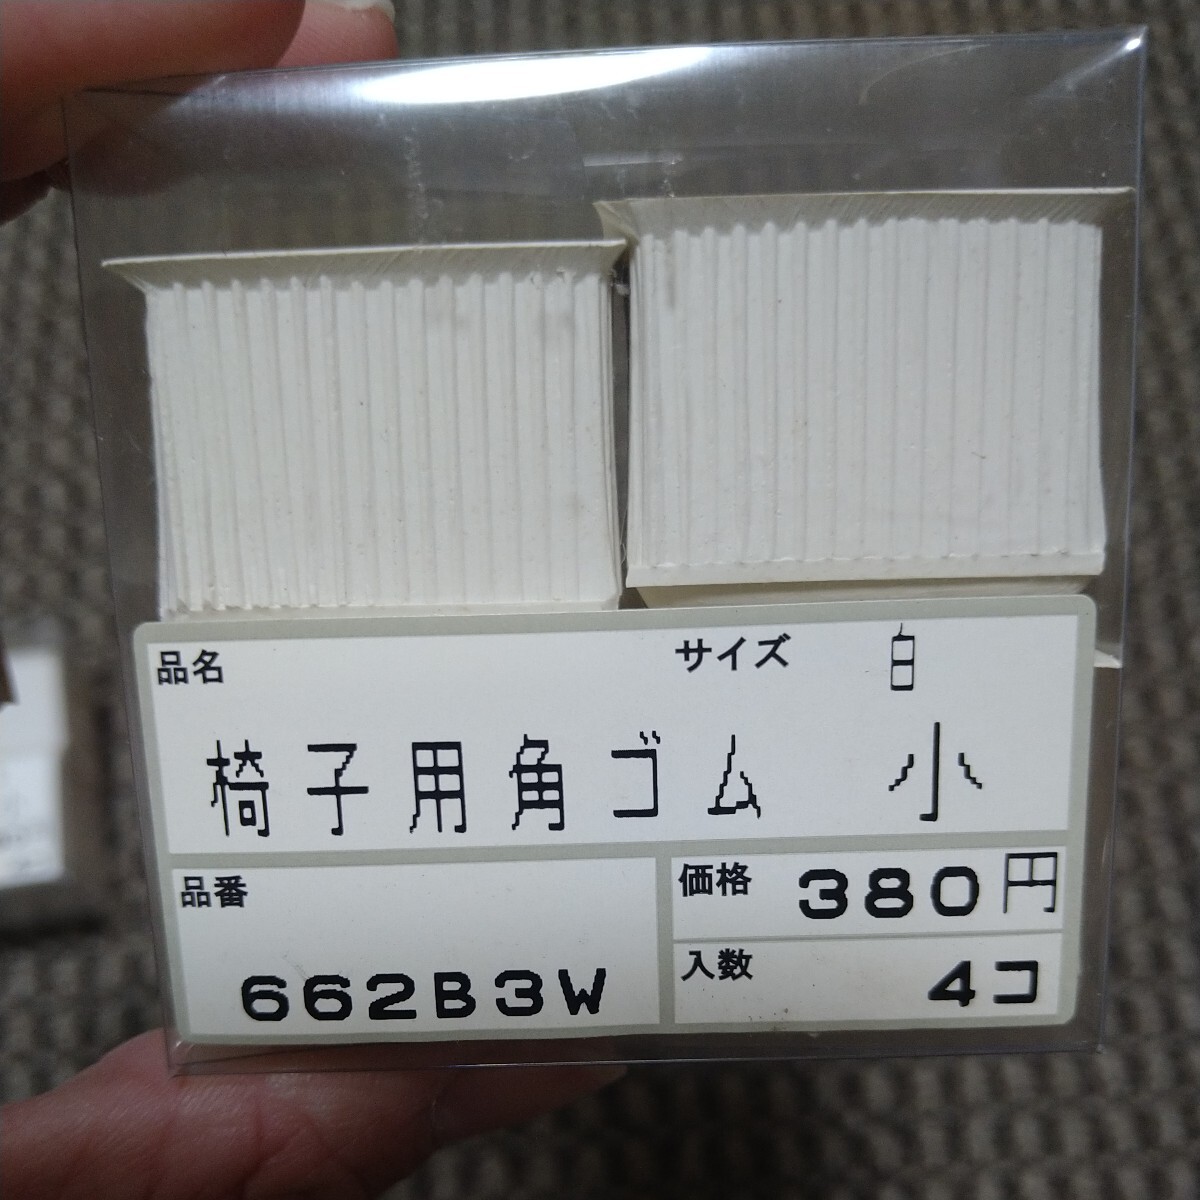 品名
サイズ 白
椅子用角ゴム 小
品番
662B3W
価格 380円
入数 4コ